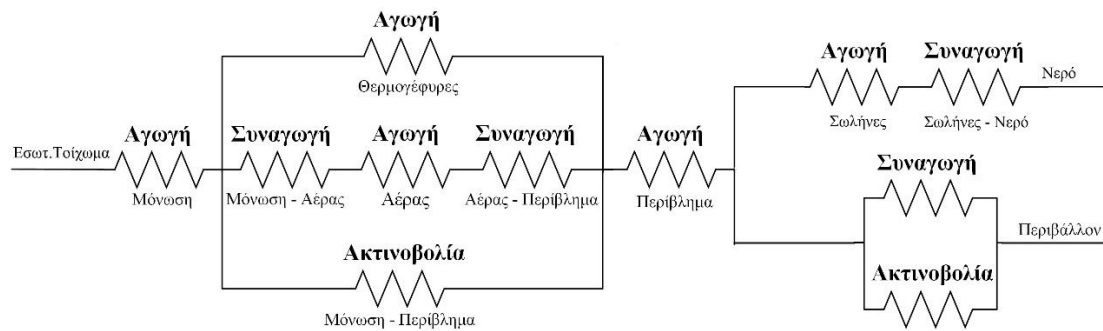 Αγωγή
Θερμογέφυρες
Αγωγή Συναγωγή Νερό
Σωλήνες Σωλήνες - Νερό
Εσωτ.Τοίχωμα Αγωγή Συναγωγή Αγωγή Συναγωγή Αγωγή
Μόνωση Μόνωση - Αέρας Αέρας Αέρας - Περίβλημα Περίβλημα
Συναγωγή
Περιβάλλον
Ακτινοβολία
Μόνωση - Περίβλημα
Ακτινοβολία